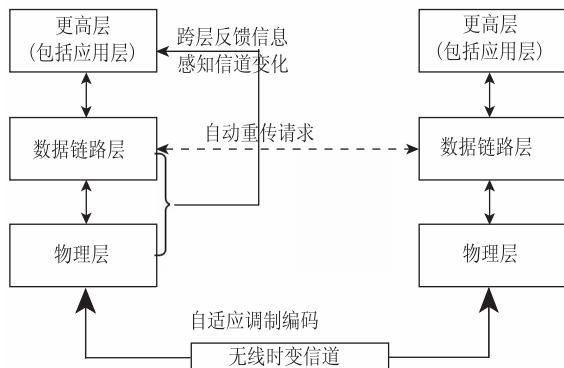 更高层
(包括应用层)
跨层反馈信息
感知信道变化
更高层
(包括应用层)
数据链路层
自动重传请求
数据链路层
物理层
物理层
自适应调制编码
无线时变信道